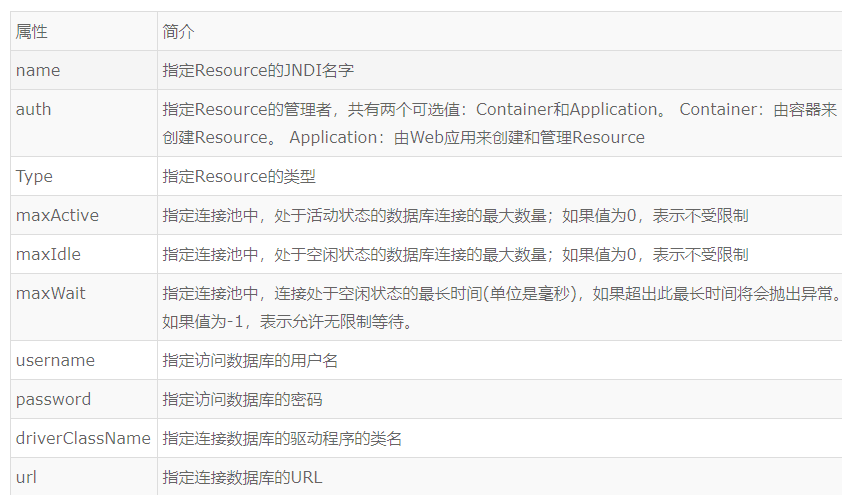 属性 简介
name 指定Resource的JNDI名字
auth 指定Resource的管理者，共有两个可选值：Container和Application。 Container：由容器来
创建Resource。 Application：由Web应用来创建和管理Resource
Type 指定Resource的类型
maxActive 指定连接池中，处于活动状态的数据库连接的最大数量；如果值为0，表示不受限制
maxIdle 指定连接池中，处于空闲状态的数据库连接的最大数量；如果值为0，表示不受限制
maxWait 指定连接池中，连接处于空闲状态的最长时间(单位是毫秒)，如果超出此最长时间将会抛出异常。
如果值为-1，表示允许无限制等待。
username 指定访问数据库的用户名
password 指定访问数据库的密码
driverClassName 指定连接数据库的驱动程序的类名
url 指定连接数据库的URL